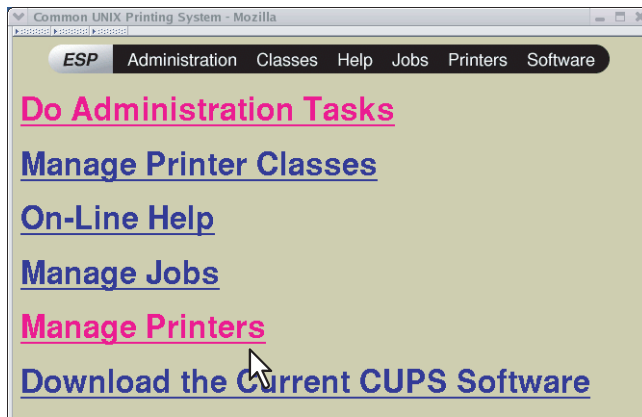 Common UNIX Printing System - Mozilla
ESP Administration Classes Help Jobs Printers Software
Do Administration Tasks
Manage Printer Classes
On-Line Help
Manage Jobs
Manage Printers
Download the Current CUPS Software